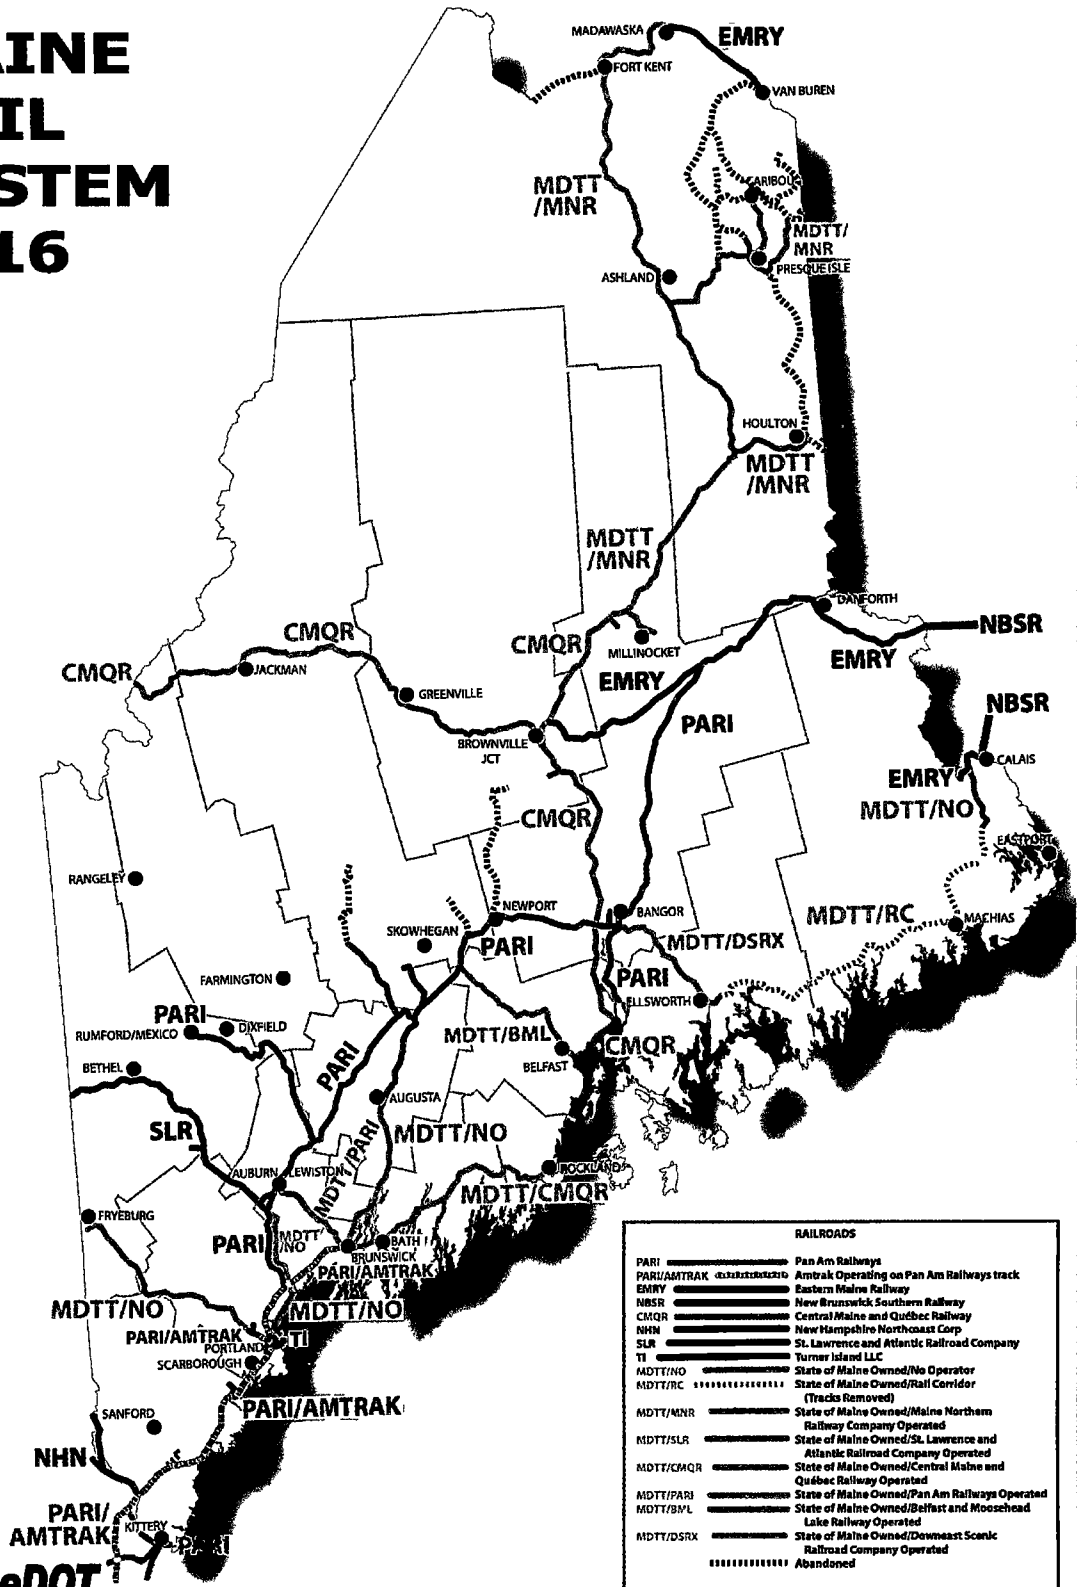 AINE
IL
STEM
16
MADAWASKA
EMRY
FORT KENT
VAN BUREN
MDTT
/MNR
CARIBOU
MDTT/
MNR
PRESQUE ISLE
ASHLAND
HOULTON
MDTT
/MNR
MDTT
/MNR
DANFORTH
NBSR
CMQR
CMQR
MILLINOCKET
EMRY
CMQR
JACKMAN
EMRY
GREENVILLE
NBSR
PARI
BROWNVILLE
JCT
CALAIS
EMRY
MDTT/NO
CMQR
EASTPORT
RANGELEY
NEWPORT
BANGOR
MDTT/RC
MACHIAS
SKOWHEGAN
PARI
MDTT/DSRX
FARMINGTON
PARI
ELLSWORTH
PARI
RUMFORD/MEXICO
DIXFIELD
MDTT/BML
CMQR
BETHEL
PARI
BELFAST
AUGUSTA
SLR
MDTT/PARI
MDTT/NO
AUBURN
LEWISTON
ROCKLAND
MDTT/CMQR
FRYEBURG
PARI
MDTT
/NO
BATH
BRUNSWICK
PARI/AMTRAK
MDTT/NO
MDTT/NO
PARI/AMTRAK
TI
PORTLAND
SCARBOROUGH
PARI/AMTRAK
SANFORD
NHN
PARI/
AMTRAK
KITTERY
PARI
eDOT
RAILROADS
PARI Pan Am Railways
PARI/AMTRAK Amtrak Operating on Pan Am Railways track
EMRY Eastern Maine Railway
NBSR New Brunswick Southern Railway
CMQR Central Maine and Québec Railway
NHN New Hampshire Northcoast Corp
SLR St. Lawrence and Atlantic Railroad Company
TI Turner Island LLC
MDTT/NO State of Maine Owned/No Operator
MDTT/RC State of Maine Owned/Rail Corridor
(Tracks Removed)
MDTT/MNR State of Maine Owned/Maine Northern
Railway Company Operated
MDTT/SLR State of Maine Owned/St. Lawrence and
Atlantic Railroad Company Operated
MDTT/CMQR State of Maine Owned/Central Maine and
Québec Railway Operated
MDTT/PARI State of Maine Owned/Pan Am Railways Operated
MDTT/BML State of Maine Owned/Belfast and Moosehead
Lake Railway Operated
MDTT/DSRX State of Maine Owned/Downeast Scenic
Railroad Company Operated
Abandoned